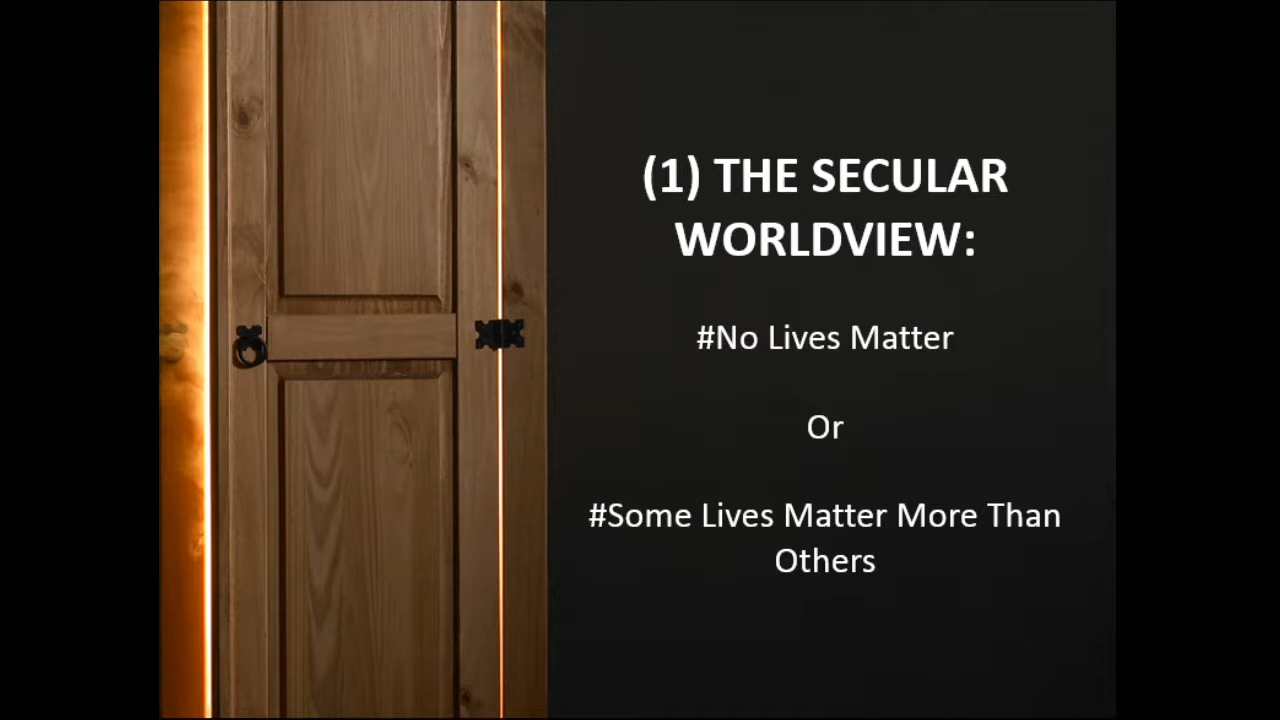 (1) THE SECULAR
WORLDVIEW:
#No Lives Matter
Or
#Some Lives Matter More Than
Others